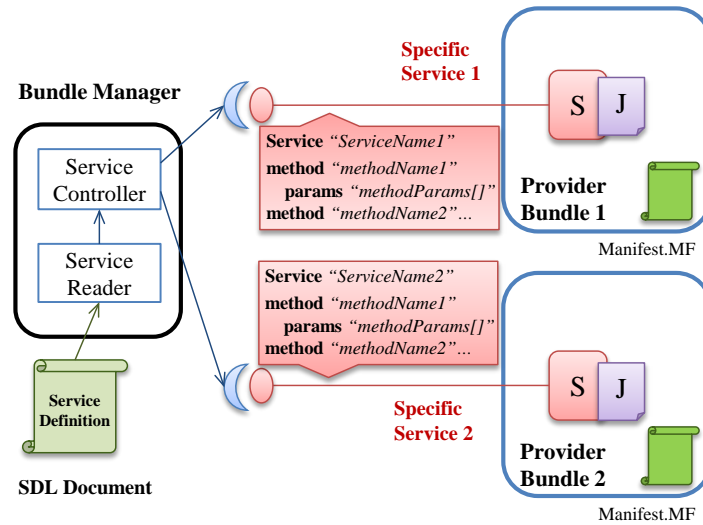 Specific
Service 1
Bundle Manager
S
J
Service
Controller
Service "ServiceName1"
method "methodName1"
params "methodParams[]"
method "methodName2"...
Provider
Bundle 1
Manifest.MF
Service
Reader
Service "ServiceName2"
method "methodName1"
params "methodParams[]"
method "methodName2"...
Service
Definition
S
J
Specific
Service 2
Provider
Bundle 2
SDL Document
Manifest.MF